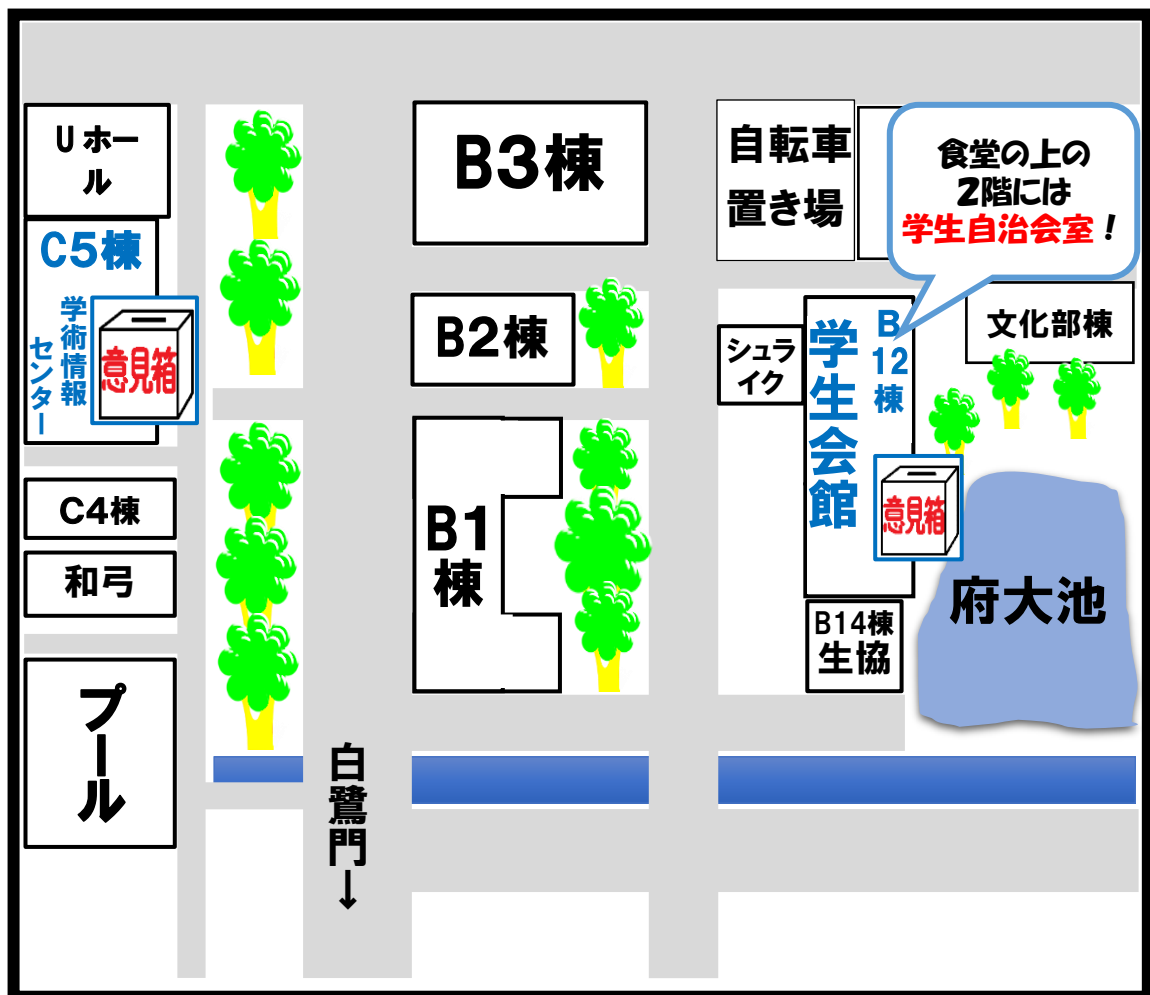 Uホー
ル
C5棟
学術情報
センター
意見箱
C4棟
和弓
プール
白鷺門↓
B3棟
B2棟
B1
棟
自転車
置き場
食堂の上の
2階には
学生自治会室!
シュラ
イク
学生会館
B
12
棟
意見箱
文化部棟
B14棟
生協
府大池